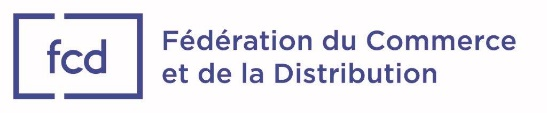 fcd
Fédération du Commerce
et de la Distribution